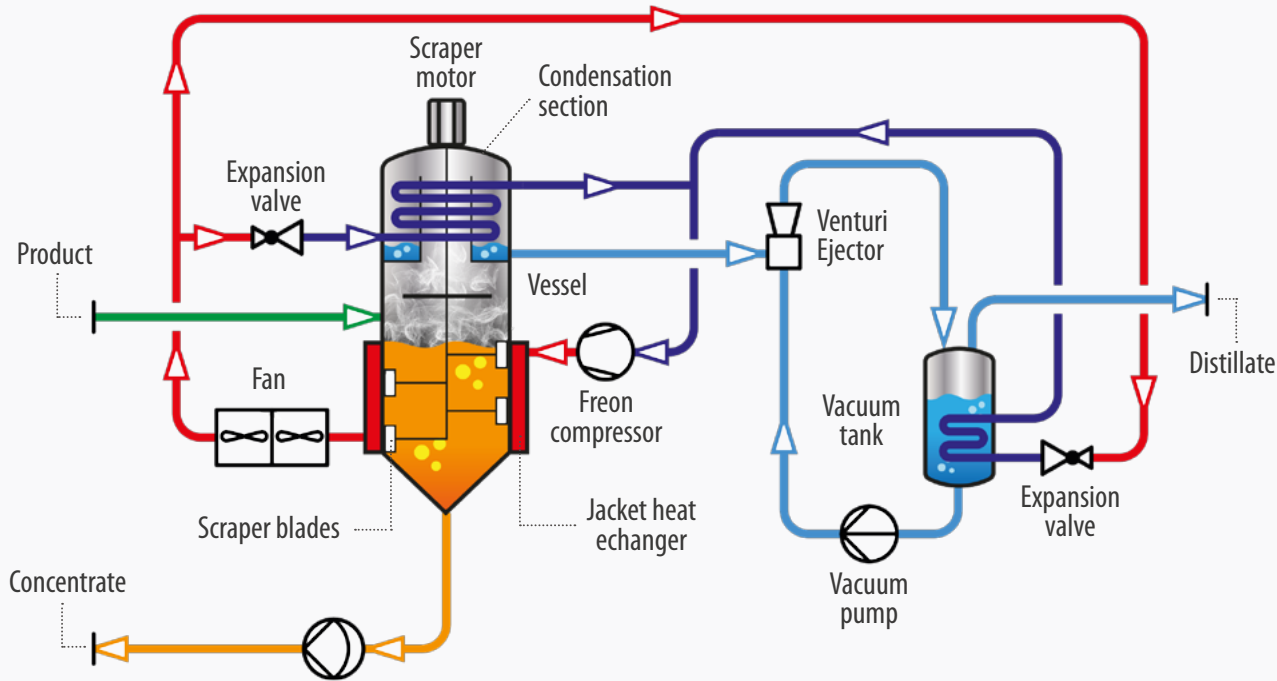 Scraper
motor
Condensation
section
Expansion
valve
Venturi
Ejector
Product
Vessel
Distillate
Fan
Freon
compressor
Vacuum
tank
Expansion
valve
Scraper blades
Jacket heat
echanger
Concentrate
Vacuum
pump